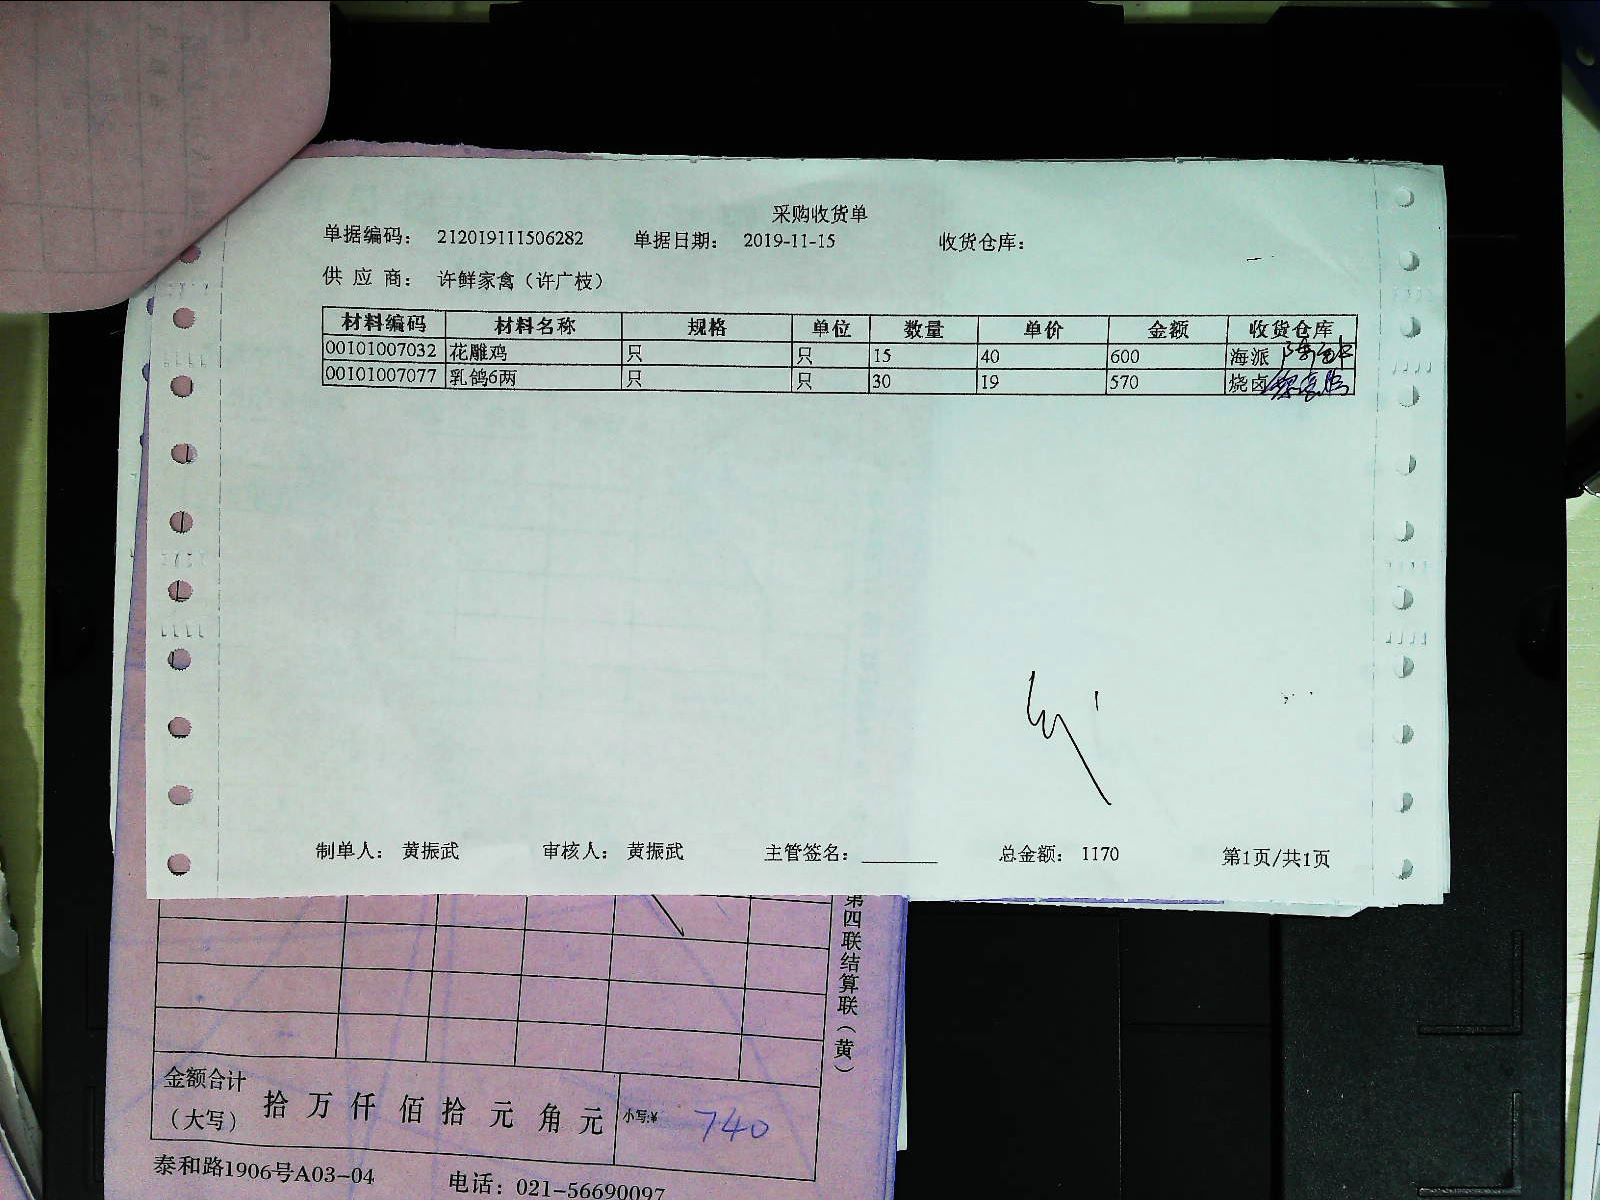 采购收货单
单据编码： 212019111506282 单据日期： 2019-11-15 收货仓库：
供 应 商： 许鲜家禽（许广枝）
材料编码 材料名称 规格 单位 数量 单价 金额 收货仓库
00101007032 花雕鸡 只 只 15 40 600 海派
00101007077 乳鸽6两 只 只 30 19 570 烧卤
制单人： 黄振武 审核人： 黄振武 主管签名： 总金额： 1170 第1页/共1页
第四联结算联（黄）
金额合计
（大写） 拾 万 仟 佰 拾 元 角 元 小写:¥ 740
泰和路1906号A03-04 电话：021-56690097